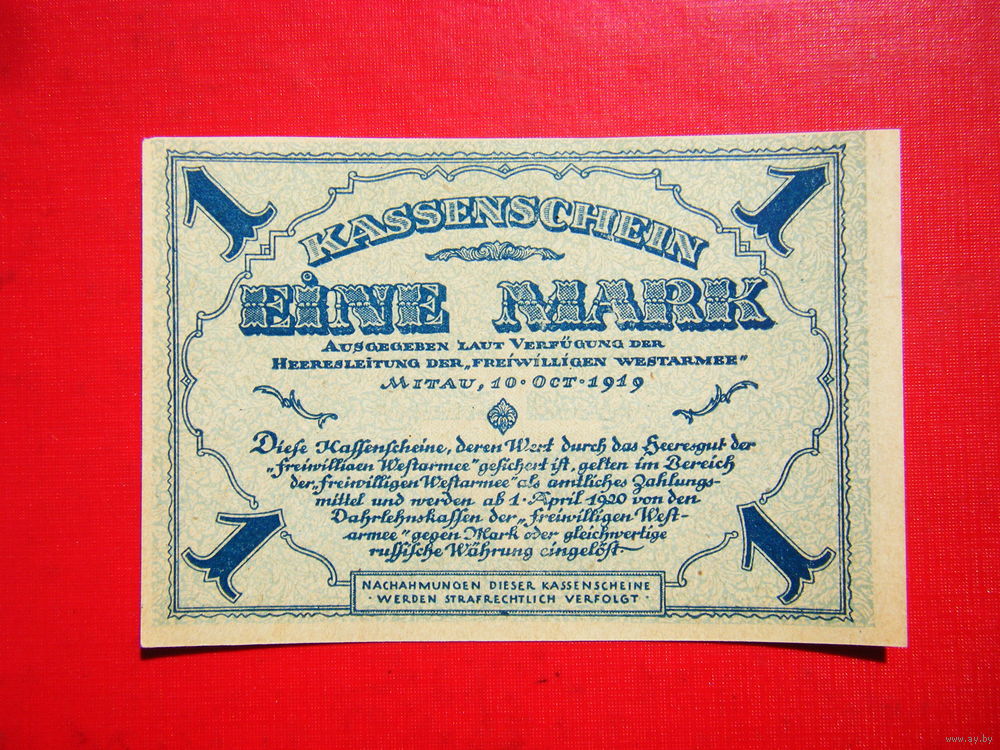 1 1
KASSENSCHEIN
EINE MARK
AUSGEGEBEN LAUT VERFÜGUNG DER
HEERESLEITUNG DER „FREIWILLIGEN WESTARMEE"
MITAU, 10·OCT·1919
Diese Kassenscheine, deren Wert durch das Heeresgut der
„freiwilligen Westarmee" gesichert ist, gelten im Bereich
der „freiwilligen Westarmee" als amtliches Zahlungs-
mittel und werden ab 1·April 1920 von den
Dahrlehnskassen der „freiwilligen West-
armee" gegen Mark oder gleichwertige
russische Währung eingelöst.
1 1
NACHAHMUNGEN DIESER KASSENSCHEINE
· WERDEN STRAFRECHTLICH VERFOLGT ·
www.ay.by